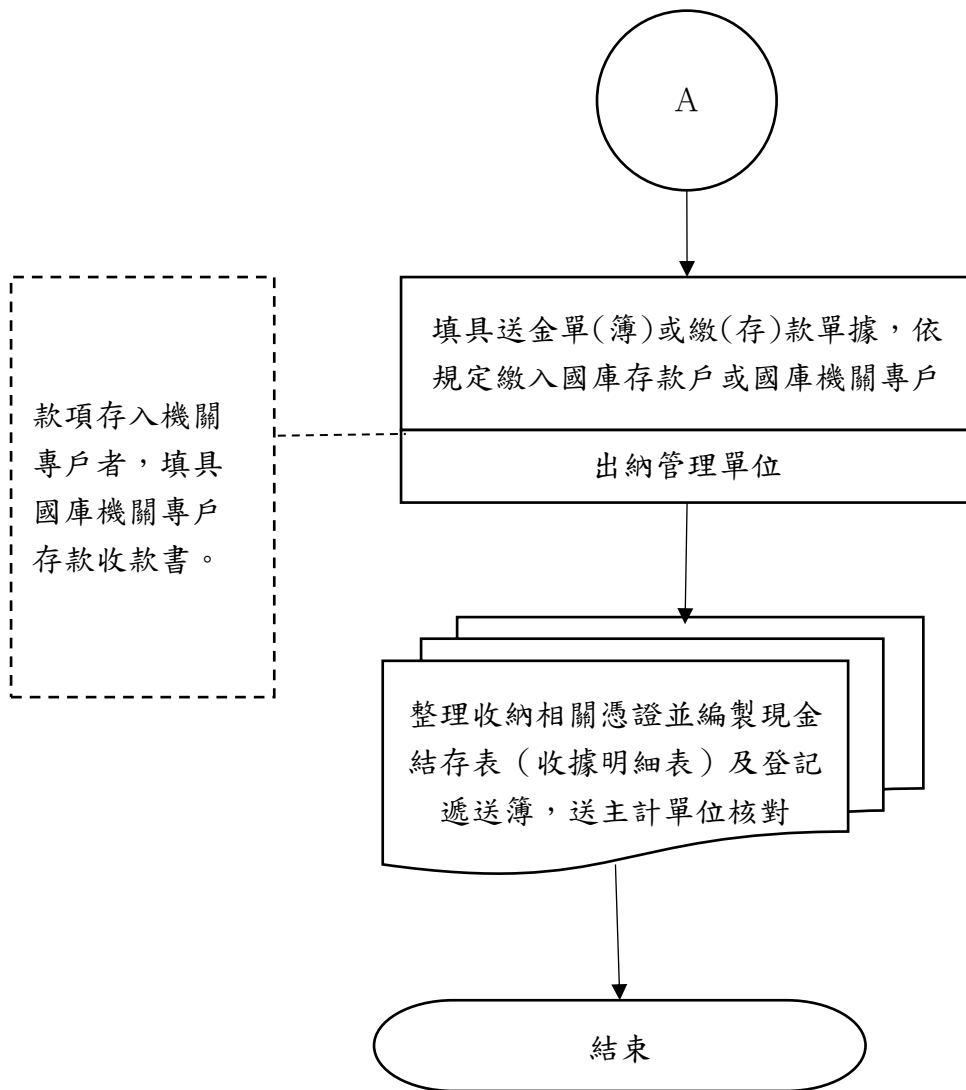 A
填具送金單(簿)或繳(存)款單據，依
規定繳入國庫存款戶或國庫機關專戶
出納管理單位
款項存入機關
專戶者，填具
國庫機關專戶
存款收款書。
整理收納相關憑證並編製現金
結存表（收據明細表）及登記
遞送簿，送主計單位核對
結束